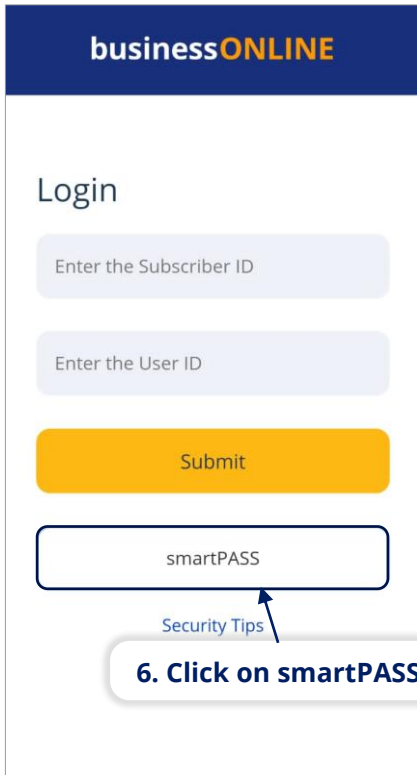 businessONLINE
Login
Enter the Subscriber ID
Enter the User ID
Submit
smartPASS
Security Tips
6. Click on smartPASS